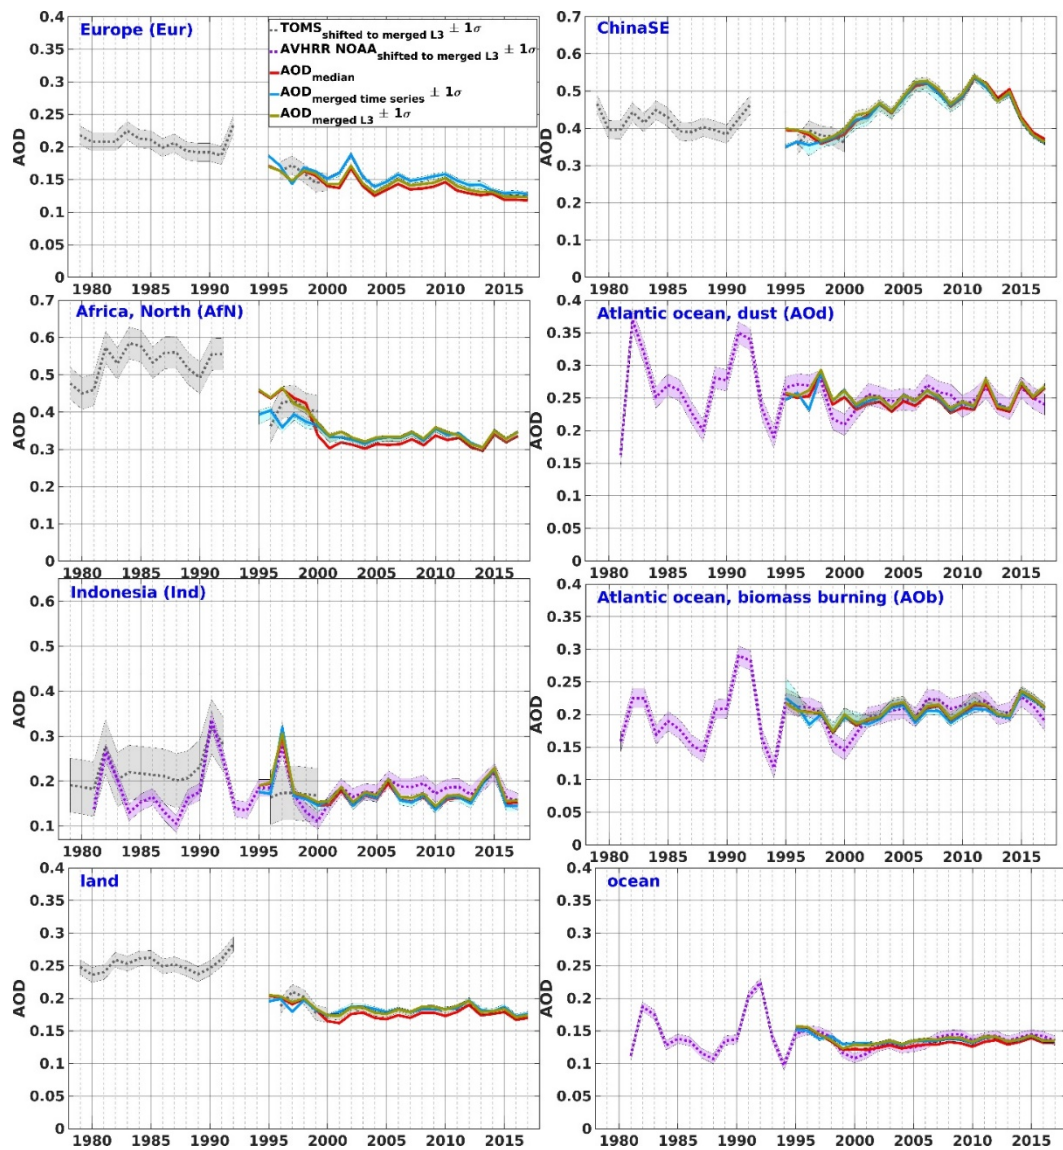 Europe (Eur)
TOMS shifted to merged L3 ± 1σ
AVHRR NOAA shifted to merged L3 ± 1σ
AOD median
AOD merged time series ± 1σ
AOD merged L3 ± 1σ
AOD
0.4
0.35
0.3
0.25
0.2
0.15
0.1
0.05
0
1980 1985 1990 1995 2000 2005 2010 2015
ChinaSE
AOD
0.7
0.6
0.5
0.4
0.3
0.2
0.1
0
1980 1985 1990 1995 2000 2005 2010 2015
Africa, North (AfN)
AOD
0.7
0.6
0.5
0.4
0.3
0.2
0.1
0
1980 1985 1990 1995 2000 2005 2010 2015
Atlantic ocean, dust (AOd)
AOD
0.4
0.35
0.3
0.25
0.2
0.15
0.1
0.05
0
1980 1985 1990 1995 2000 2005 2010 2015
Indonesia (Ind)
AOD
0.6
0.5
0.4
0.3
0.2
0.1
1980 1985 1990 1995 2000 2005 2010 2015
Atlantic ocean, biomass burning (AOb)
AOD
0.4
0.35
0.3
0.25
0.2
0.15
0.1
0.05
0
1980 1985 1990 1995 2000 2005 2010 2015
land
AOD
0.4
0.35
0.3
0.25
0.2
0.15
0.1
0.05
0
1980 1985 1990 1995 2000 2005 2010 2015
ocean
AOD
0.4
0.35
0.3
0.25
0.2
0.15
0.1
0.05
0
1980 1985 1990 1995 2000 2005 2010 2015